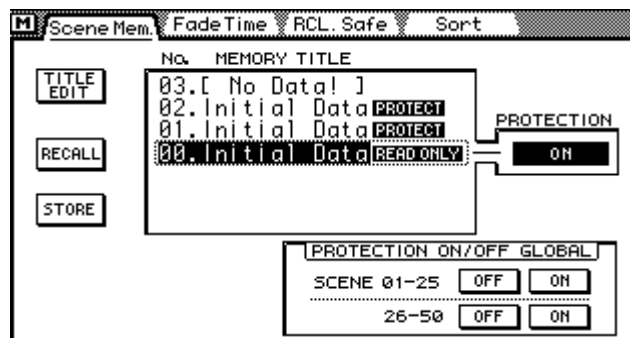 M Scene Mem. Fade Time RCL. Safe Sort
No. MEMORY TITLE
TITLE EDIT
03.[ No Data! ]
02.Initial Data PROTECT
01.Initial Data PROTECT
00.Initial Data READ ONLY
PROTECTION
ON
RECALL
STORE
PROTECTION ON/OFF GLOBAL
SCENE 01-25 OFF ON
26-50 OFF ON